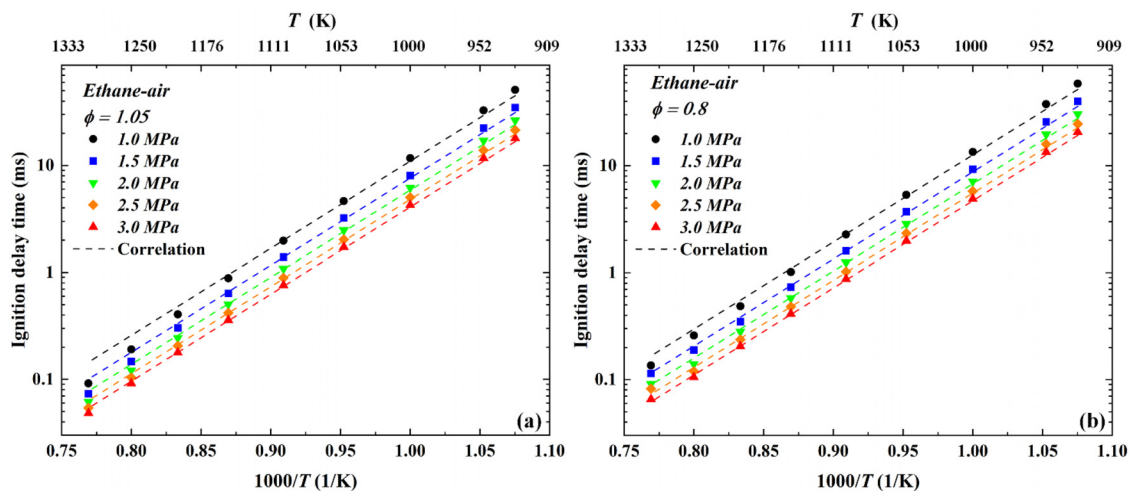 T (K)
1333 1250 1176 1111 1053 1000 952 909
Ethane-air
ϕ = 1.05
1.0 MPa
1.5 MPa
2.0 MPa
2.5 MPa
3.0 MPa
Correlation
Ignition delay time (ms)
10
1
0.1
(a)
0.75 0.80 0.85 0.90 0.95 1.00 1.05 1.10
1000/T (1/K)
T (K)
1333 1250 1176 1111 1053 1000 952 909
Ethane-air
ϕ = 0.8
1.0 MPa
1.5 MPa
2.0 MPa
2.5 MPa
3.0 MPa
Correlation
Ignition delay time (ms)
10
1
0.1
(b)
0.75 0.80 0.85 0.90 0.95 1.00 1.05 1.10
1000/T (1/K)